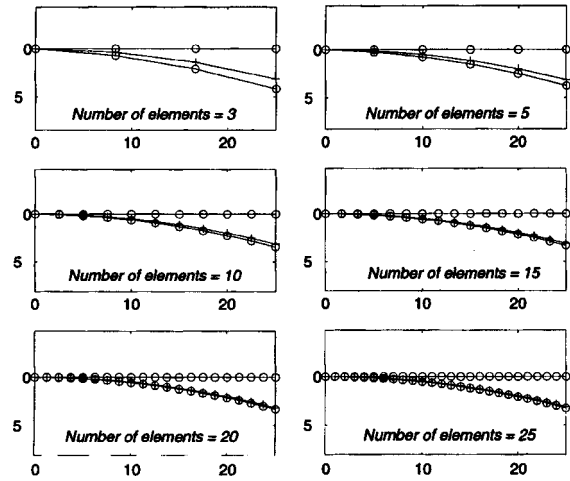 0
5
Number of elements = 3
0 10 20
0
5
Number of elements = 5
0 10 20
0
5
Number of elements = 10
0 10 20
0
5
Number of elements = 15
0 10 20
0
5
Number of elements = 20
0 10 20
0
5
Number of elements = 25
0 10 20